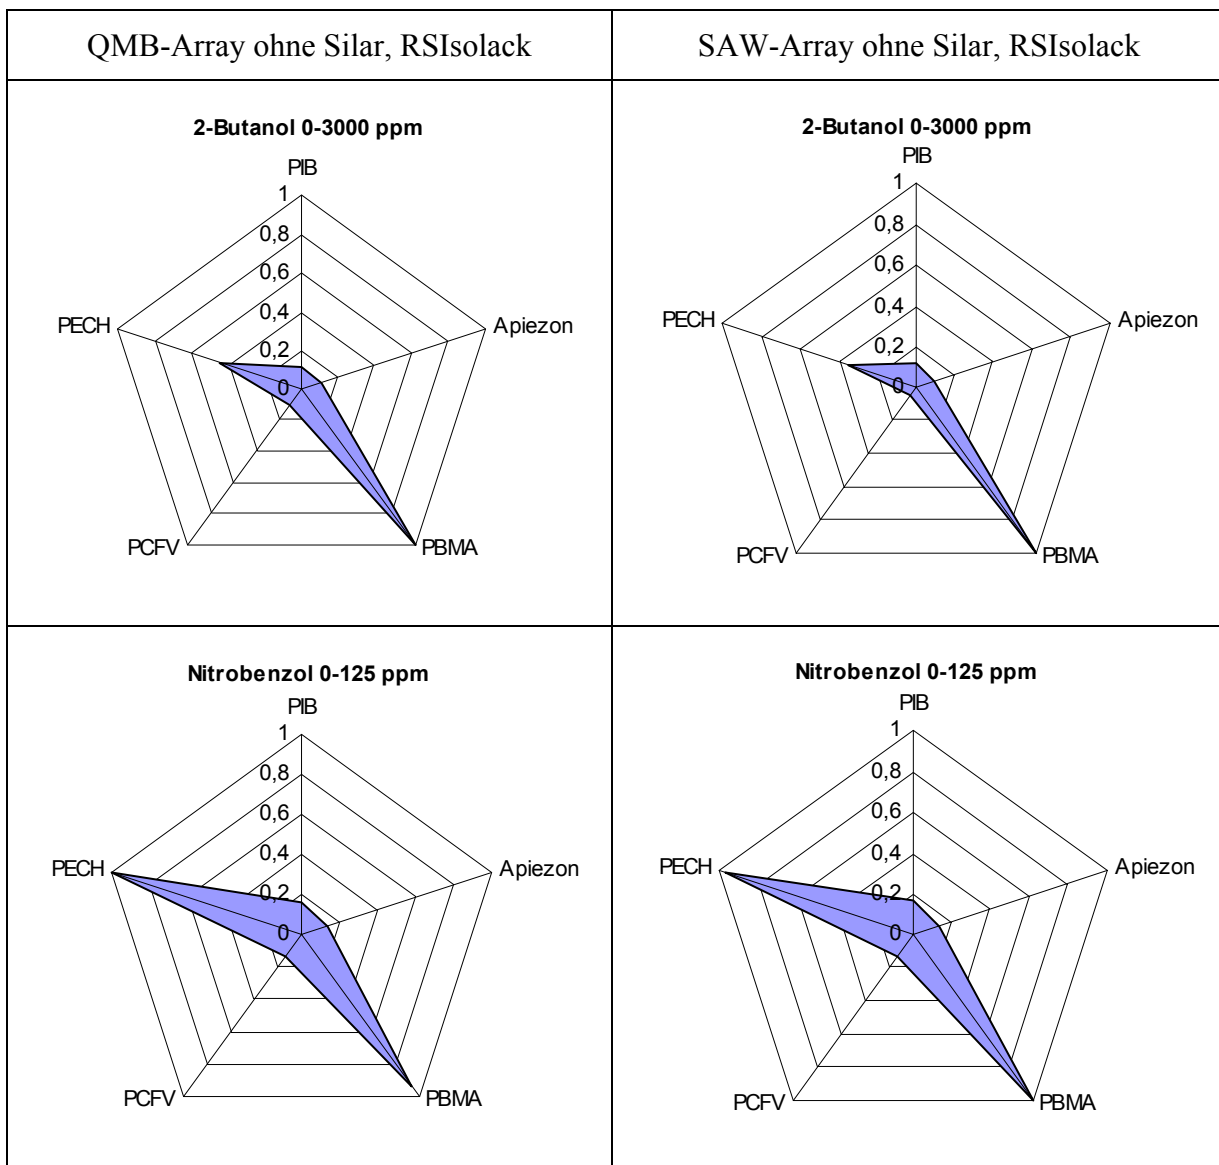 QMB-Array ohne Silar, RSIsolack
SAW-Array ohne Silar, RSIsolack
2-Butanol 0-3000 ppm
PIB
1
0,8
0,6
0,4
0,2
0
PECH
Apiezon
PCFV
PBMA
2-Butanol 0-3000 ppm
PIB
1
0,8
0,6
0,4
0,2
0
PECH
Apiezon
PCFV
PBMA
Nitrobenzol 0-125 ppm
PIB
1
0,8
0,6
0,4
0,2
0
PECH
Apiezon
PCFV
PBMA
Nitrobenzol 0-125 ppm
PIB
1
0,8
0,6
0,4
0,2
0
PECH
Apiezon
PCFV
PBMA